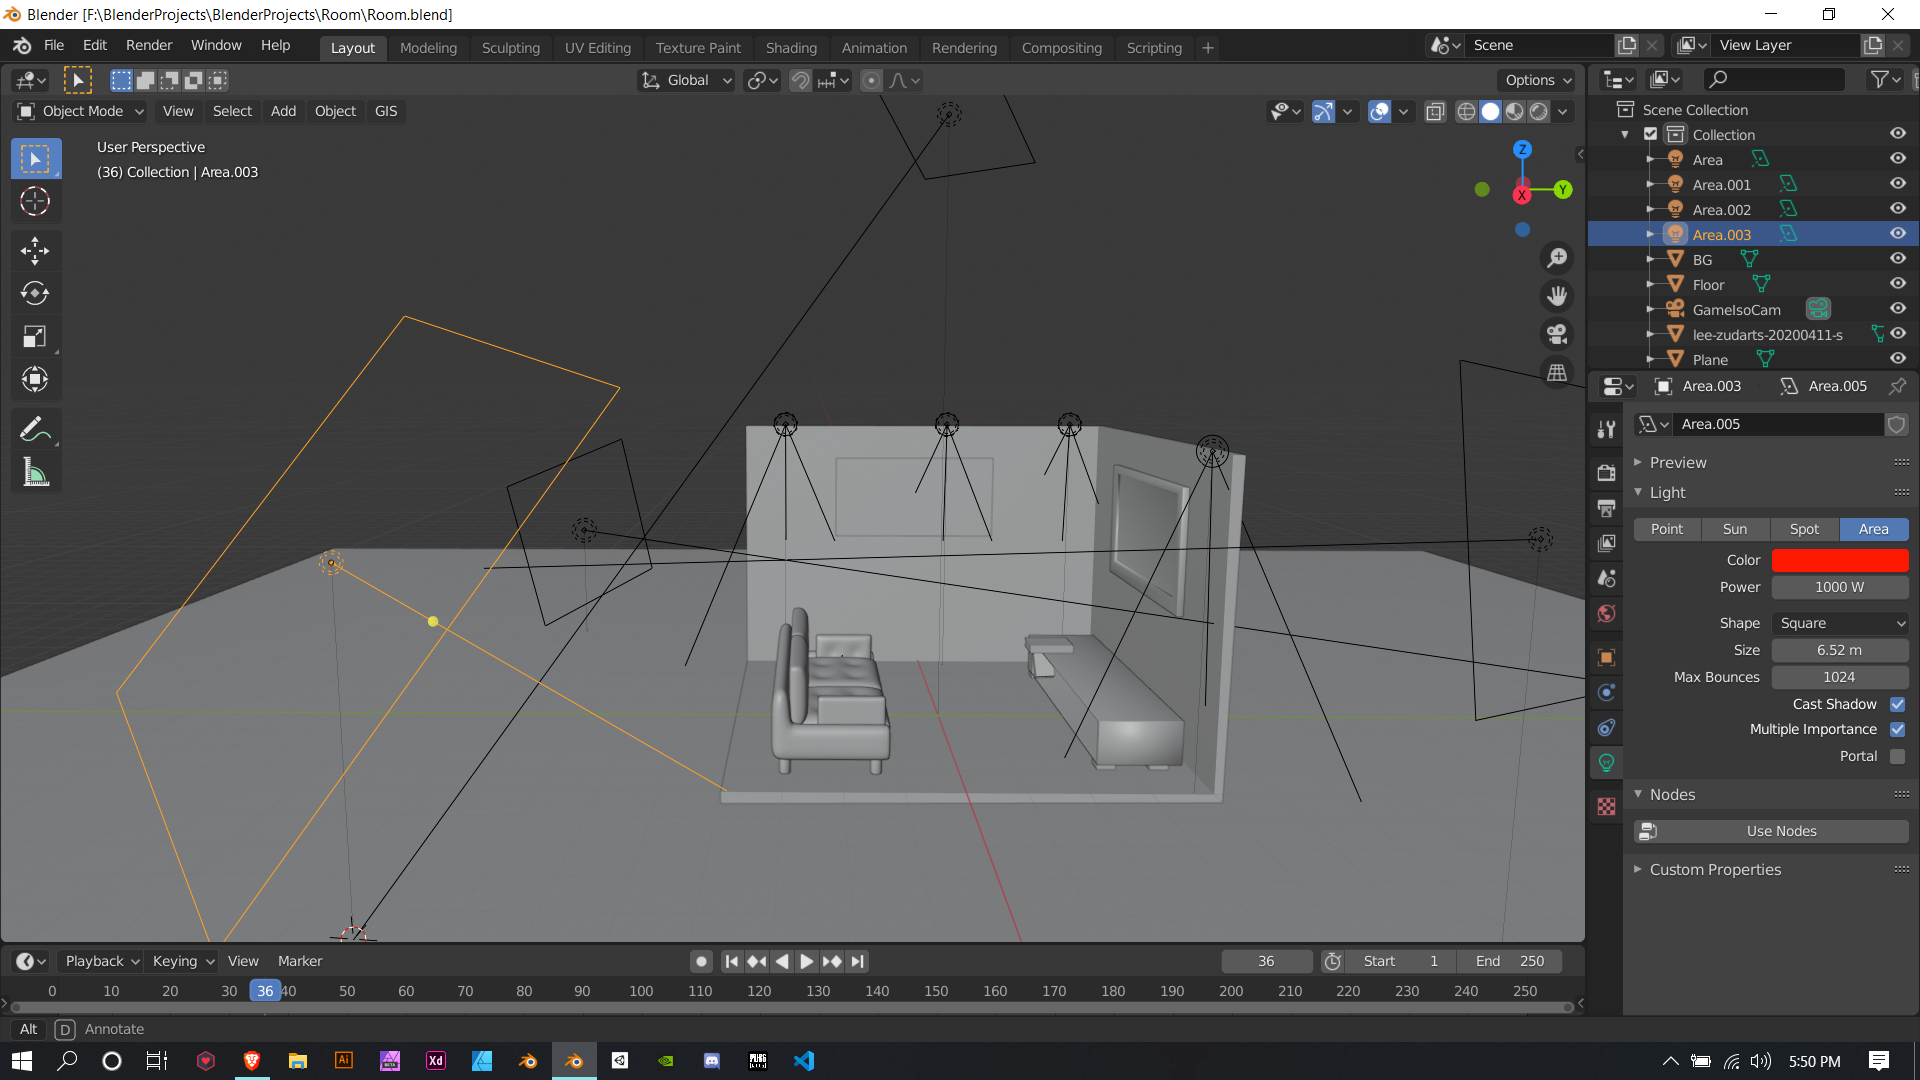 Blender [F:\BlenderProjects\BlenderProjects\Room\Room.blend]
File Edit Render Window Help
Layout Modeling Sculpting UV Editing Texture Paint Shading Animation Rendering Compositing Scripting
Scene
View Layer
Global
Options
Object Mode View Select Add Object GIS
User Perspective
(36) Collection | Area.003
Z
Y
X
Scene Collection
Collection
Area
Area.001
Area.002
Area.003
BG
Floor
GameIsoCam
lee-zudarts-20200411-s
Plane
Area.003 Area.005
Area.005
Preview
Light
Point Sun Spot Area
Color
Power 1000 W
Shape Square
Size 6.52 m
Max Bounces 1024
Cast Shadow
Multiple Importance
Portal
Nodes
Use Nodes
Custom Properties
Playback Keying View Marker
36 Start 1 End 250
0 10 20 30 36 40 50 60 70 80 90 100 110 120 130 140 150 160 170 180 190 200 210 220 230 240 250
Alt D Annotate
Ai
BETA
Xd
PUBG
5:50 PM